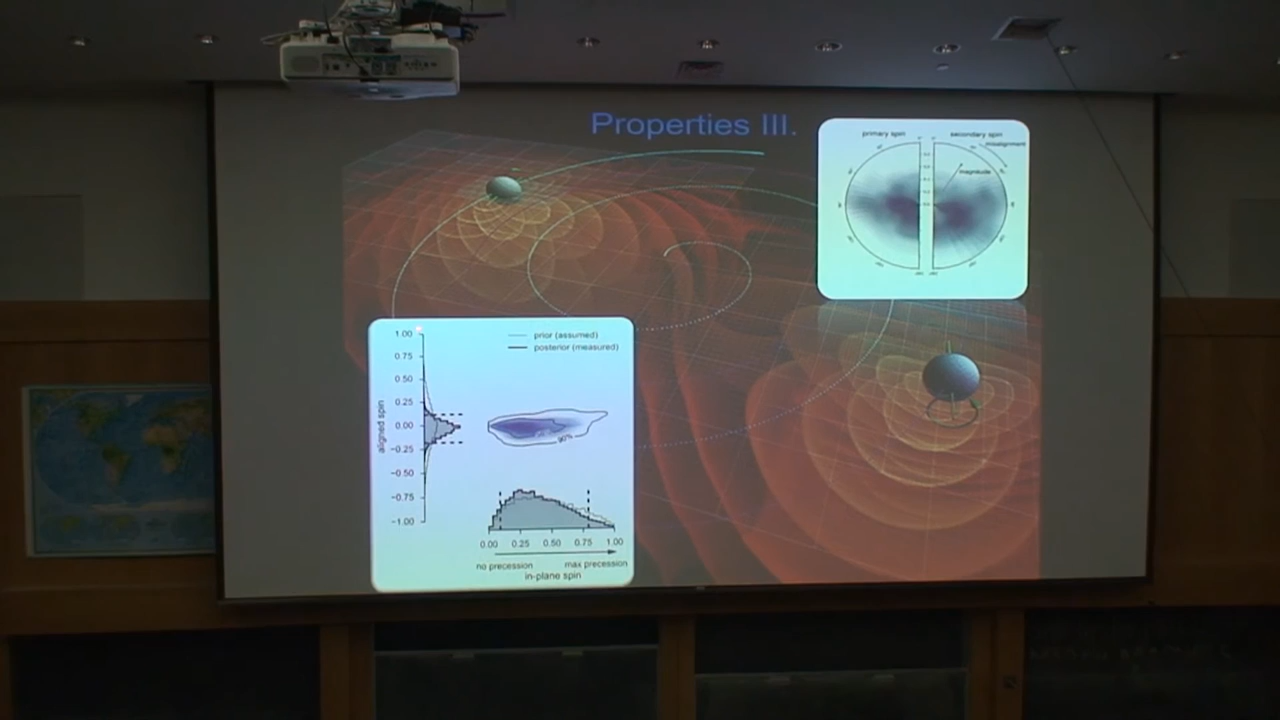 Properties III.
primary spin
secondary spin
misalignment
magnitude
prior (assumed)
posterior (measured)
aligned spin
1.00
0.75
0.50
0.25
0.00
−0.25
−0.50
−0.75
−1.00
90%
0.00 0.25 0.50 0.75 1.00
no precession max precession
in-plane spin